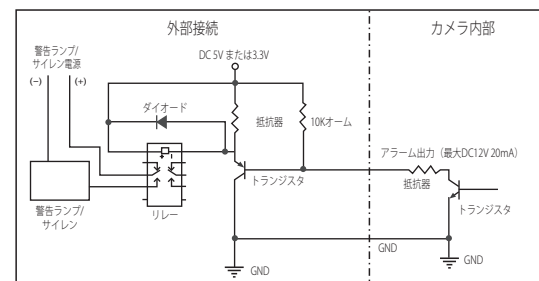 外部接続
カメラ内部
警告ランプ/
サイレン電源
(−)
(+)
DC 5V または3.3V
ダイオード
抵抗器
10Kオーム
アラーム出力（最大DC12V 20mA）
トランジスタ
抵抗器
トランジスタ
警告ランプ/
サイレン
リレー
GND
GND
GND